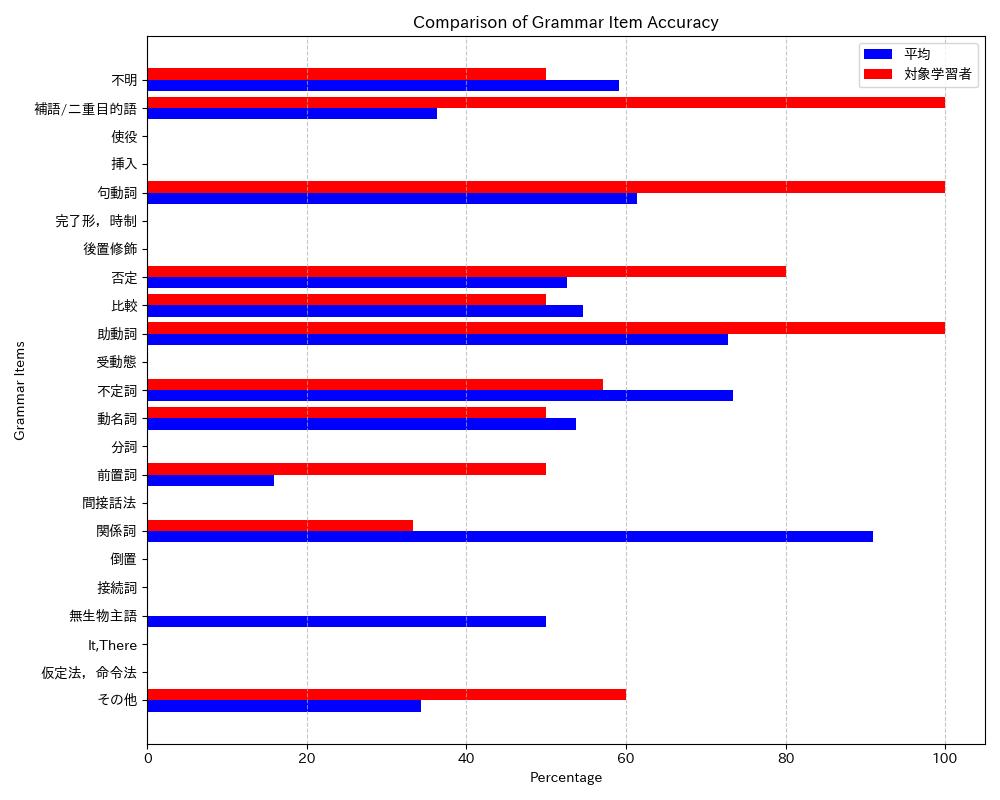 Comparison of Grammar Item Accuracy
平均
対象学習者
不明
補語/二重目的語
使役
挿入
句動詞
完了形，時制
後置修飾
否定
比較
助動詞
受動態
不定詞
動名詞
分詞
前置詞
間接話法
関係詞
倒置
接続詞
無生物主語
It,There
仮定法，命令法
その他
Grammar Items
0 20 40 60 80 100
Percentage